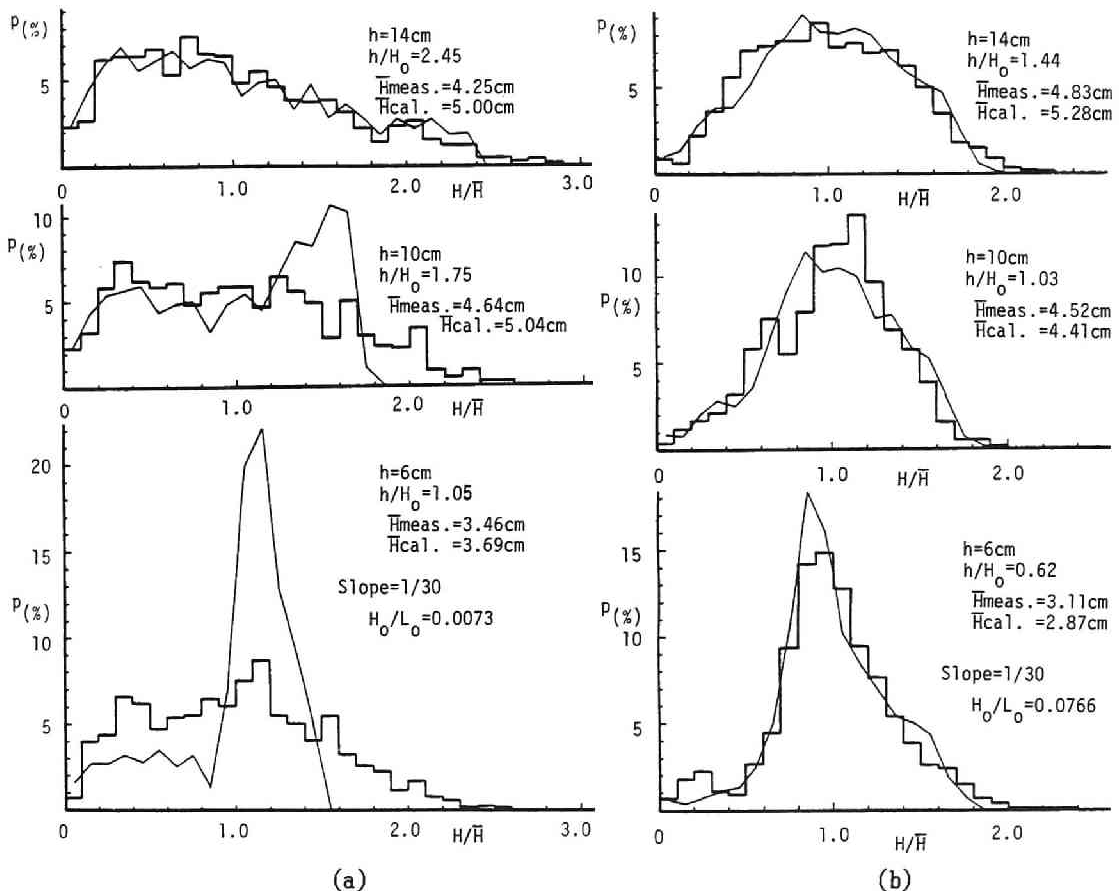 P(%)
5
h=14cm
h/Ho=2.45
H̅meas.=4.25cm
H̅cal.=5.00cm
0
1.0
2.0
H/H̅
3.0
10
P(%)
5
h=10cm
h/Ho=1.75
H̅meas.=4.64cm
H̅cal.=5.04cm
0
1.0
2.0
H/H̅
20
15
10
5
P(%)
h=6cm
h/Ho=1.05
H̅meas.=3.46cm
H̅cal. =3.69cm
Slope=1/30
Ho/Lo=0.0073
0
1.0
H/H̅
2.0
3.0
(a)
P(%)
5
h=14cm
h/Ho=1.44
H̅meas.=4.83cm
H̅cal.=5.28cm
0
1.0
H/H̅
2.0
10
P(%)
5
h=10cm
h/Ho=1.03
H̅meas.=4.52cm
H̅cal. =4.41cm
0
1.0
H/H̅
2.0
15
P(%)
10
5
h=6cm
h/Ho=0.62
H̅meas.=3.11cm
H̅cal. =2.87cm
Slope=1/30
Ho/Lo=0.0766
0
1.0
H/H̅
2.0
(b)